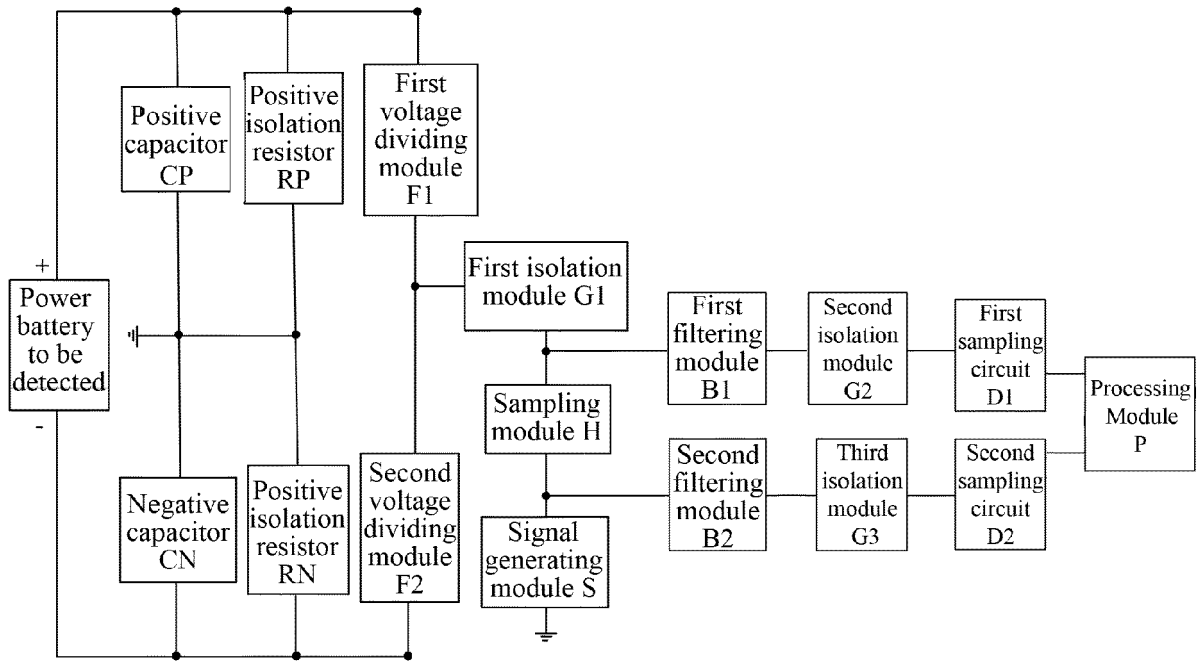 Positive
capacitor
CP
Positive
isolation
resistor
RP
First
voltage
dividing
module
F1
+
Power
battery
to be
detected
-
First isolation
module G1
First
filtering
module
B1
Second
isolation
modulc
G2
First
sampling
circuit
D1
Processing
Module
P
Sampling
module H
Negative
capacitor
CN
Positive
isolation
resistor
RN
Second
voltage
dividing
module
F2
Second
filtering
module
B2
Third
isolation
module
G3
Second
sampling
circuit
D2
Signal
generating
module S